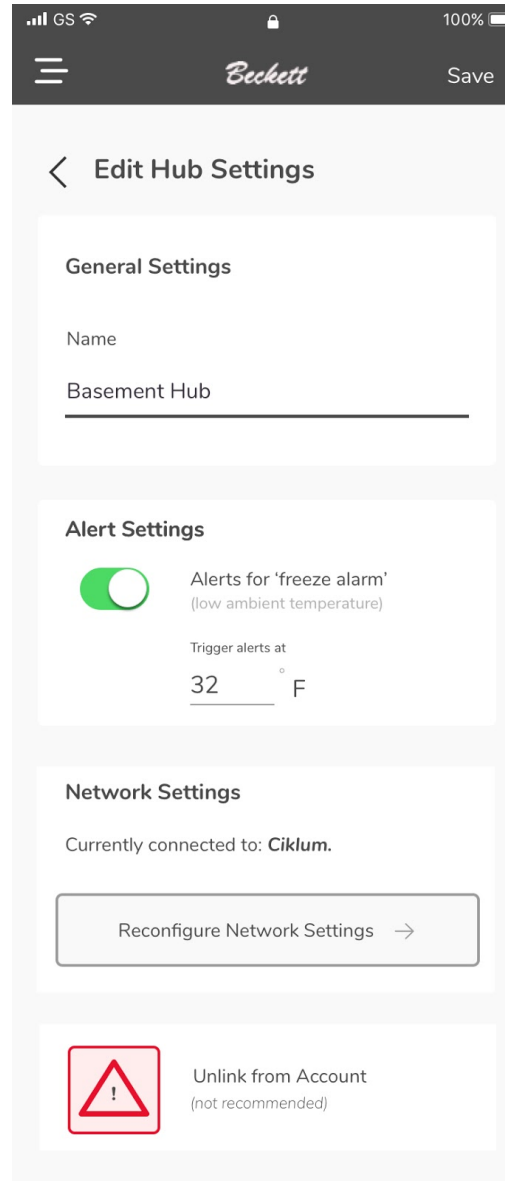 GS
100%
Beckett
Save
Edit Hub Settings
General Settings
Name
Basement Hub
Alert Settings
Alerts for ‘freeze alarm’
(low ambient temperature)
Trigger alerts at
32 ° F
Network Settings
Currently connected to: Ciklum.
Reconfigure Network Settings →
!
Unlink from Account
(not recommended)